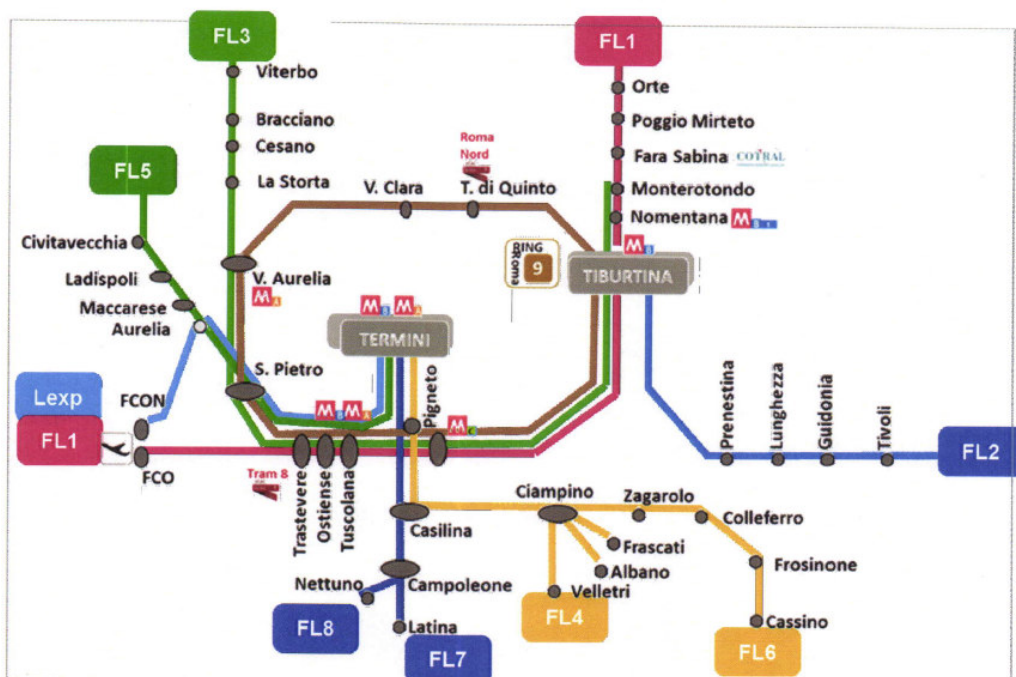 FL3
FL1
Viterbo
Orte
Bracciano
Poggio Mirteto
Cesano
Roma
Nord
Fara Sabina
COTRAL
FL5
La Storta
V. Clara
T. di Quinto
Monterotondo
Nomentana
M
B
Civitavecchia
RING
Roma
9
M
B
TIBURTINA
Ladispoli
V. Aurelia
M
A
Maccarese
Aurelia
M
B
M
A
TERMINI
S. Pietro
Pigneto
Prenestina
Lunghezza
Guidonia
Tivoli
Lexp
FCON
M
B
M
A
M
C
FL1
FCO
Tram 8
FL2
Trastevere
Ostiense
Tuscolana
Ciampino
Zagarolo
Casilina
Colleferro
Frascati
Frosinone
Nettuno
Campoleone
Albano
Velletri
FL8
FL4
Latina
Cassino
FL7
FL6